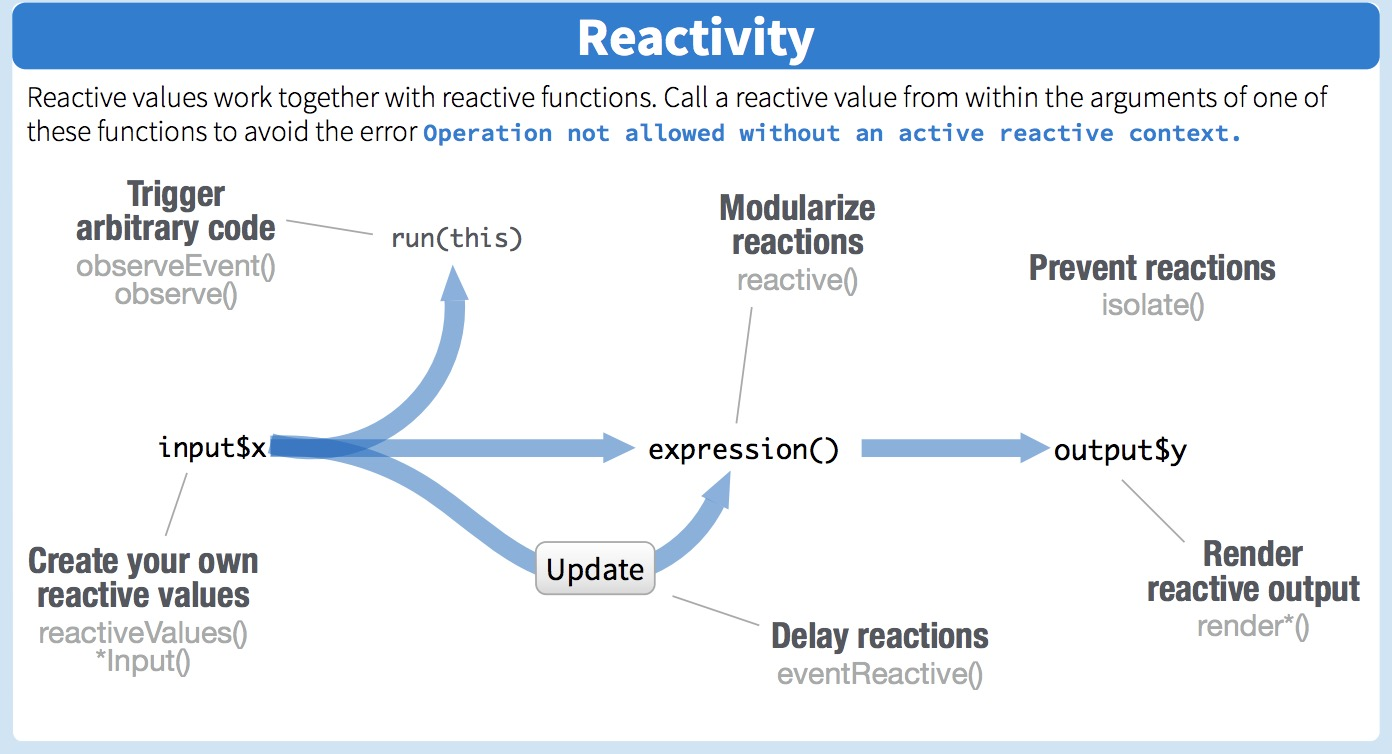 Reactivity
Reactive values work together with reactive functions. Call a reactive value from within the arguments of one of
these functions to avoid the error Operation not allowed without an active reactive context.
Trigger
arbitrary code
observeEvent()
observe()
run(this)
Modularize
reactions
reactive()
Prevent reactions
isolate()
input$x
expression()
output$y
Create your own
reactive values
reactiveValues()
*Input()
Update
Delay reactions
eventReactive()
Render
reactive output
render*()